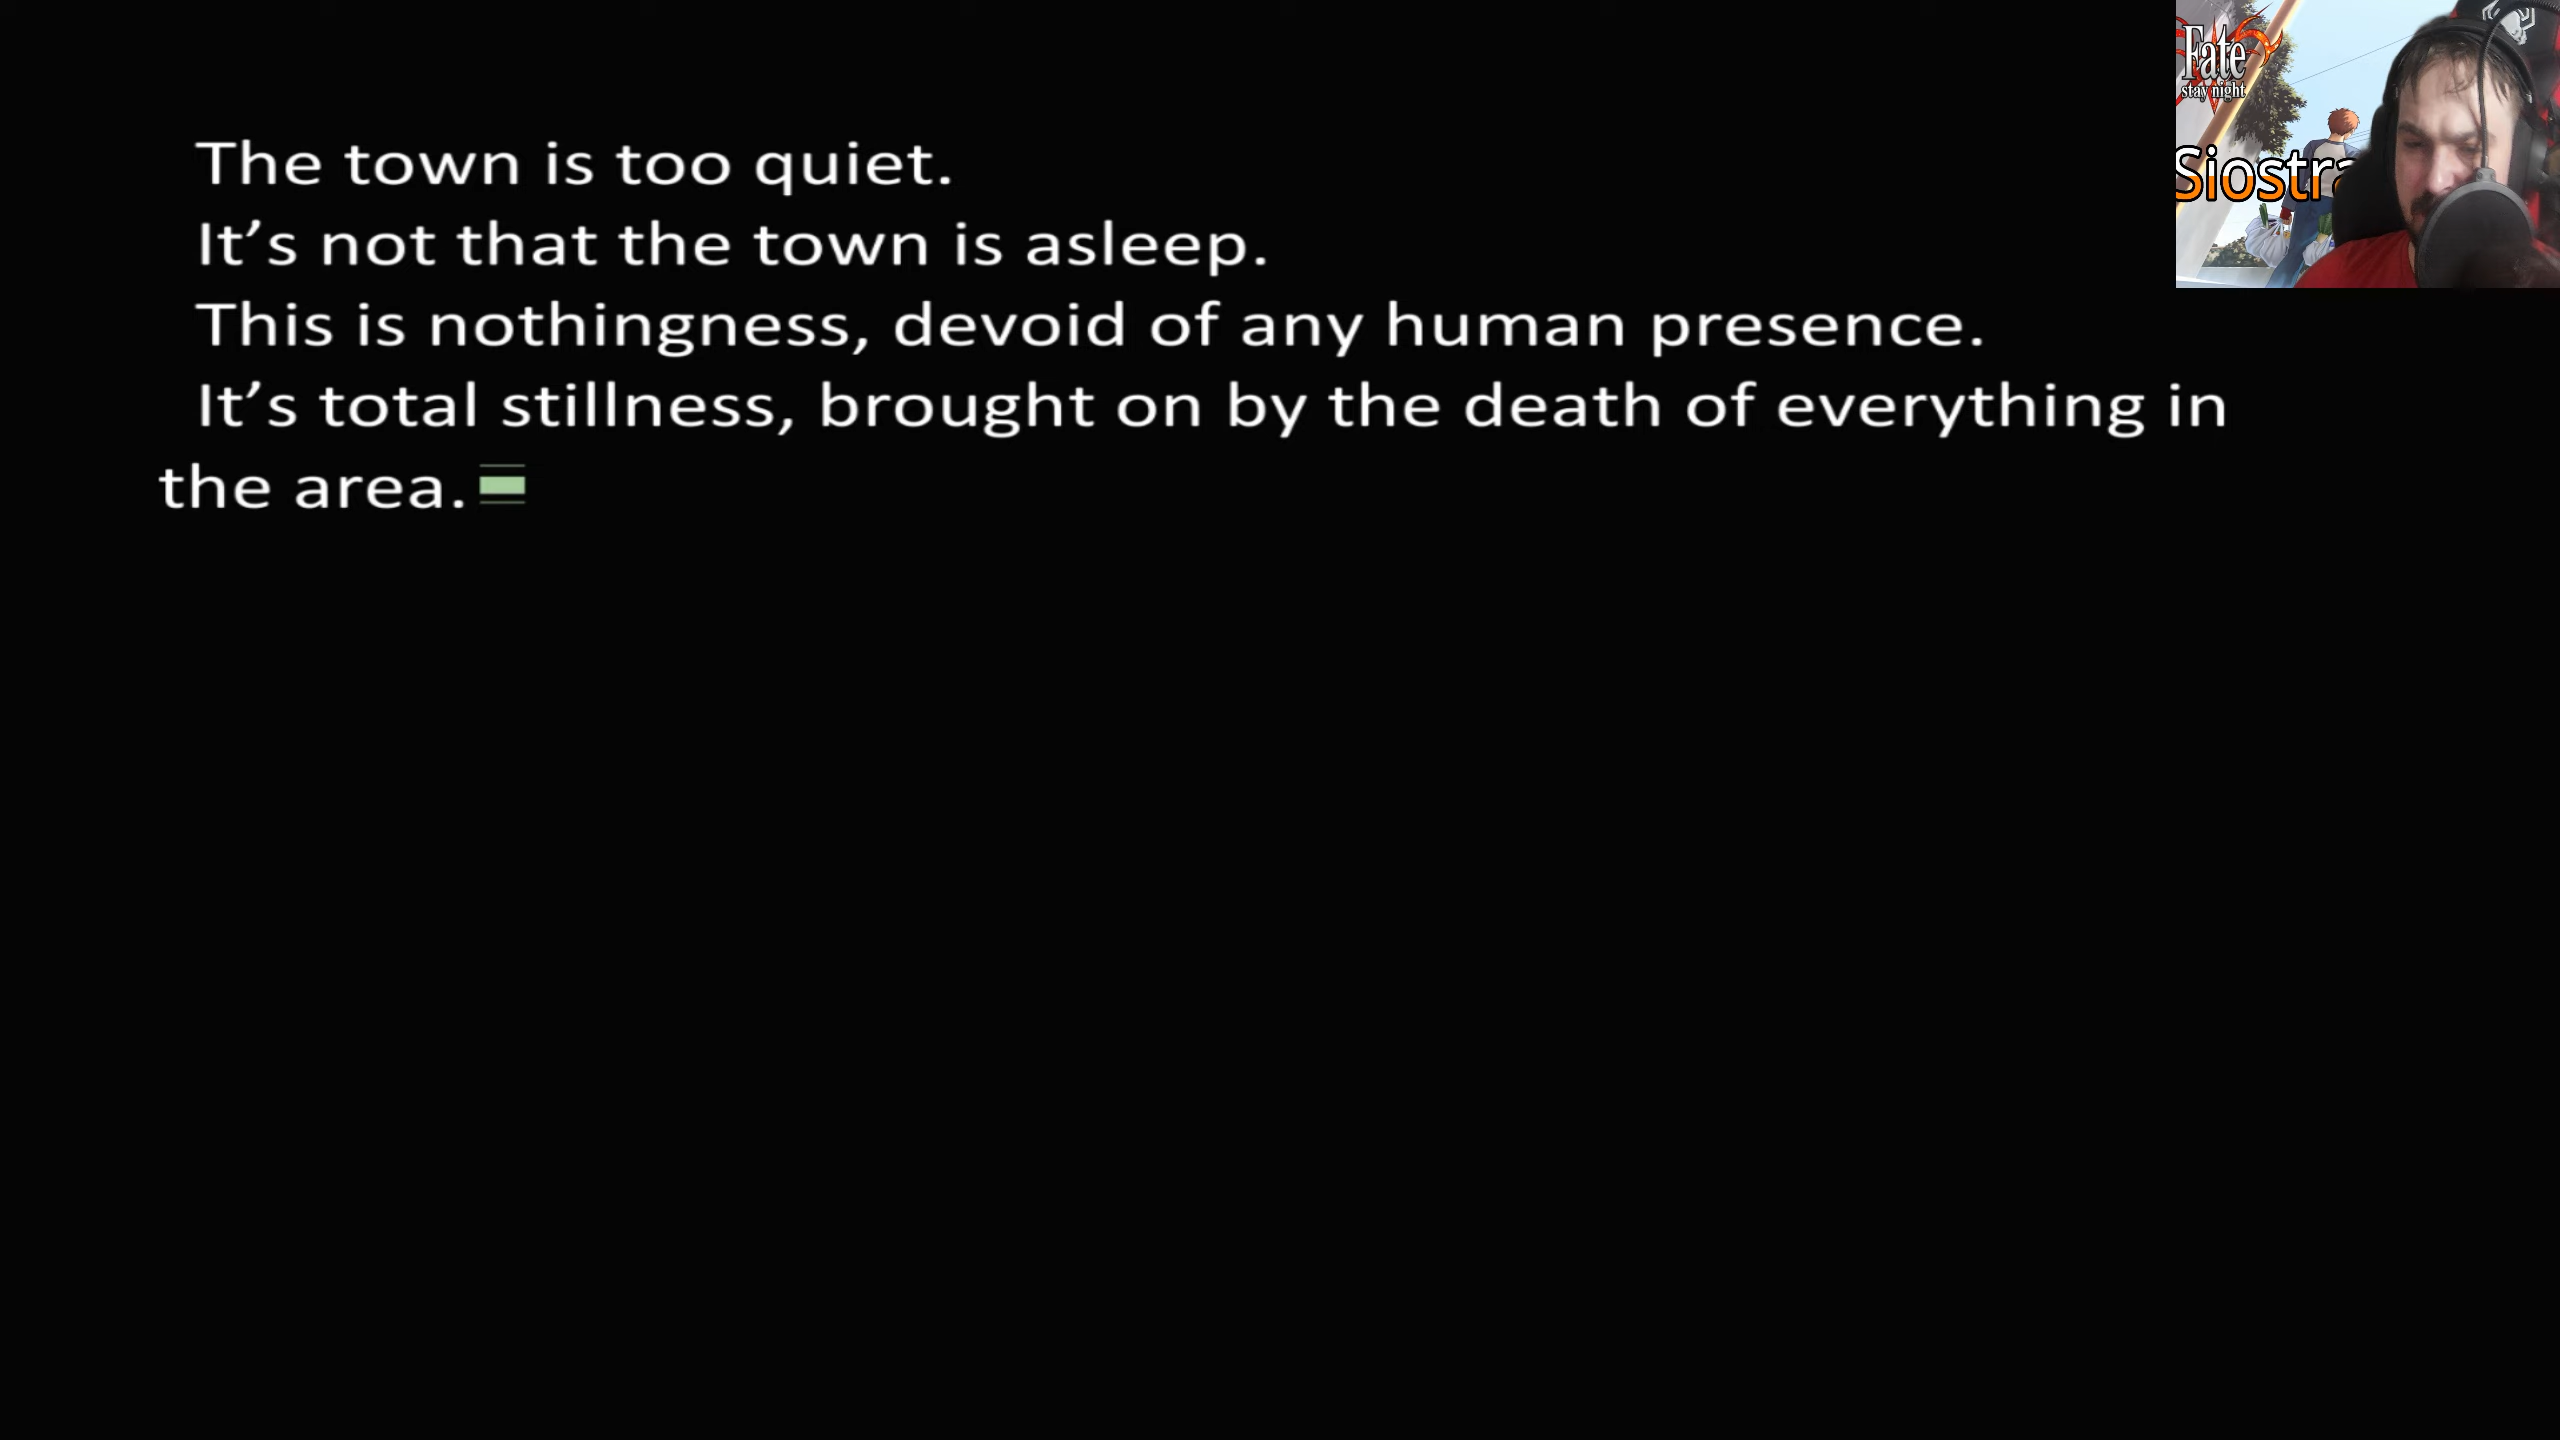 The town is too quiet.
It’s not that the town is asleep.
This is nothingness, devoid of any human presence.
It’s total stillness, brought on by the death of everything in
the area.
Fate
stay night